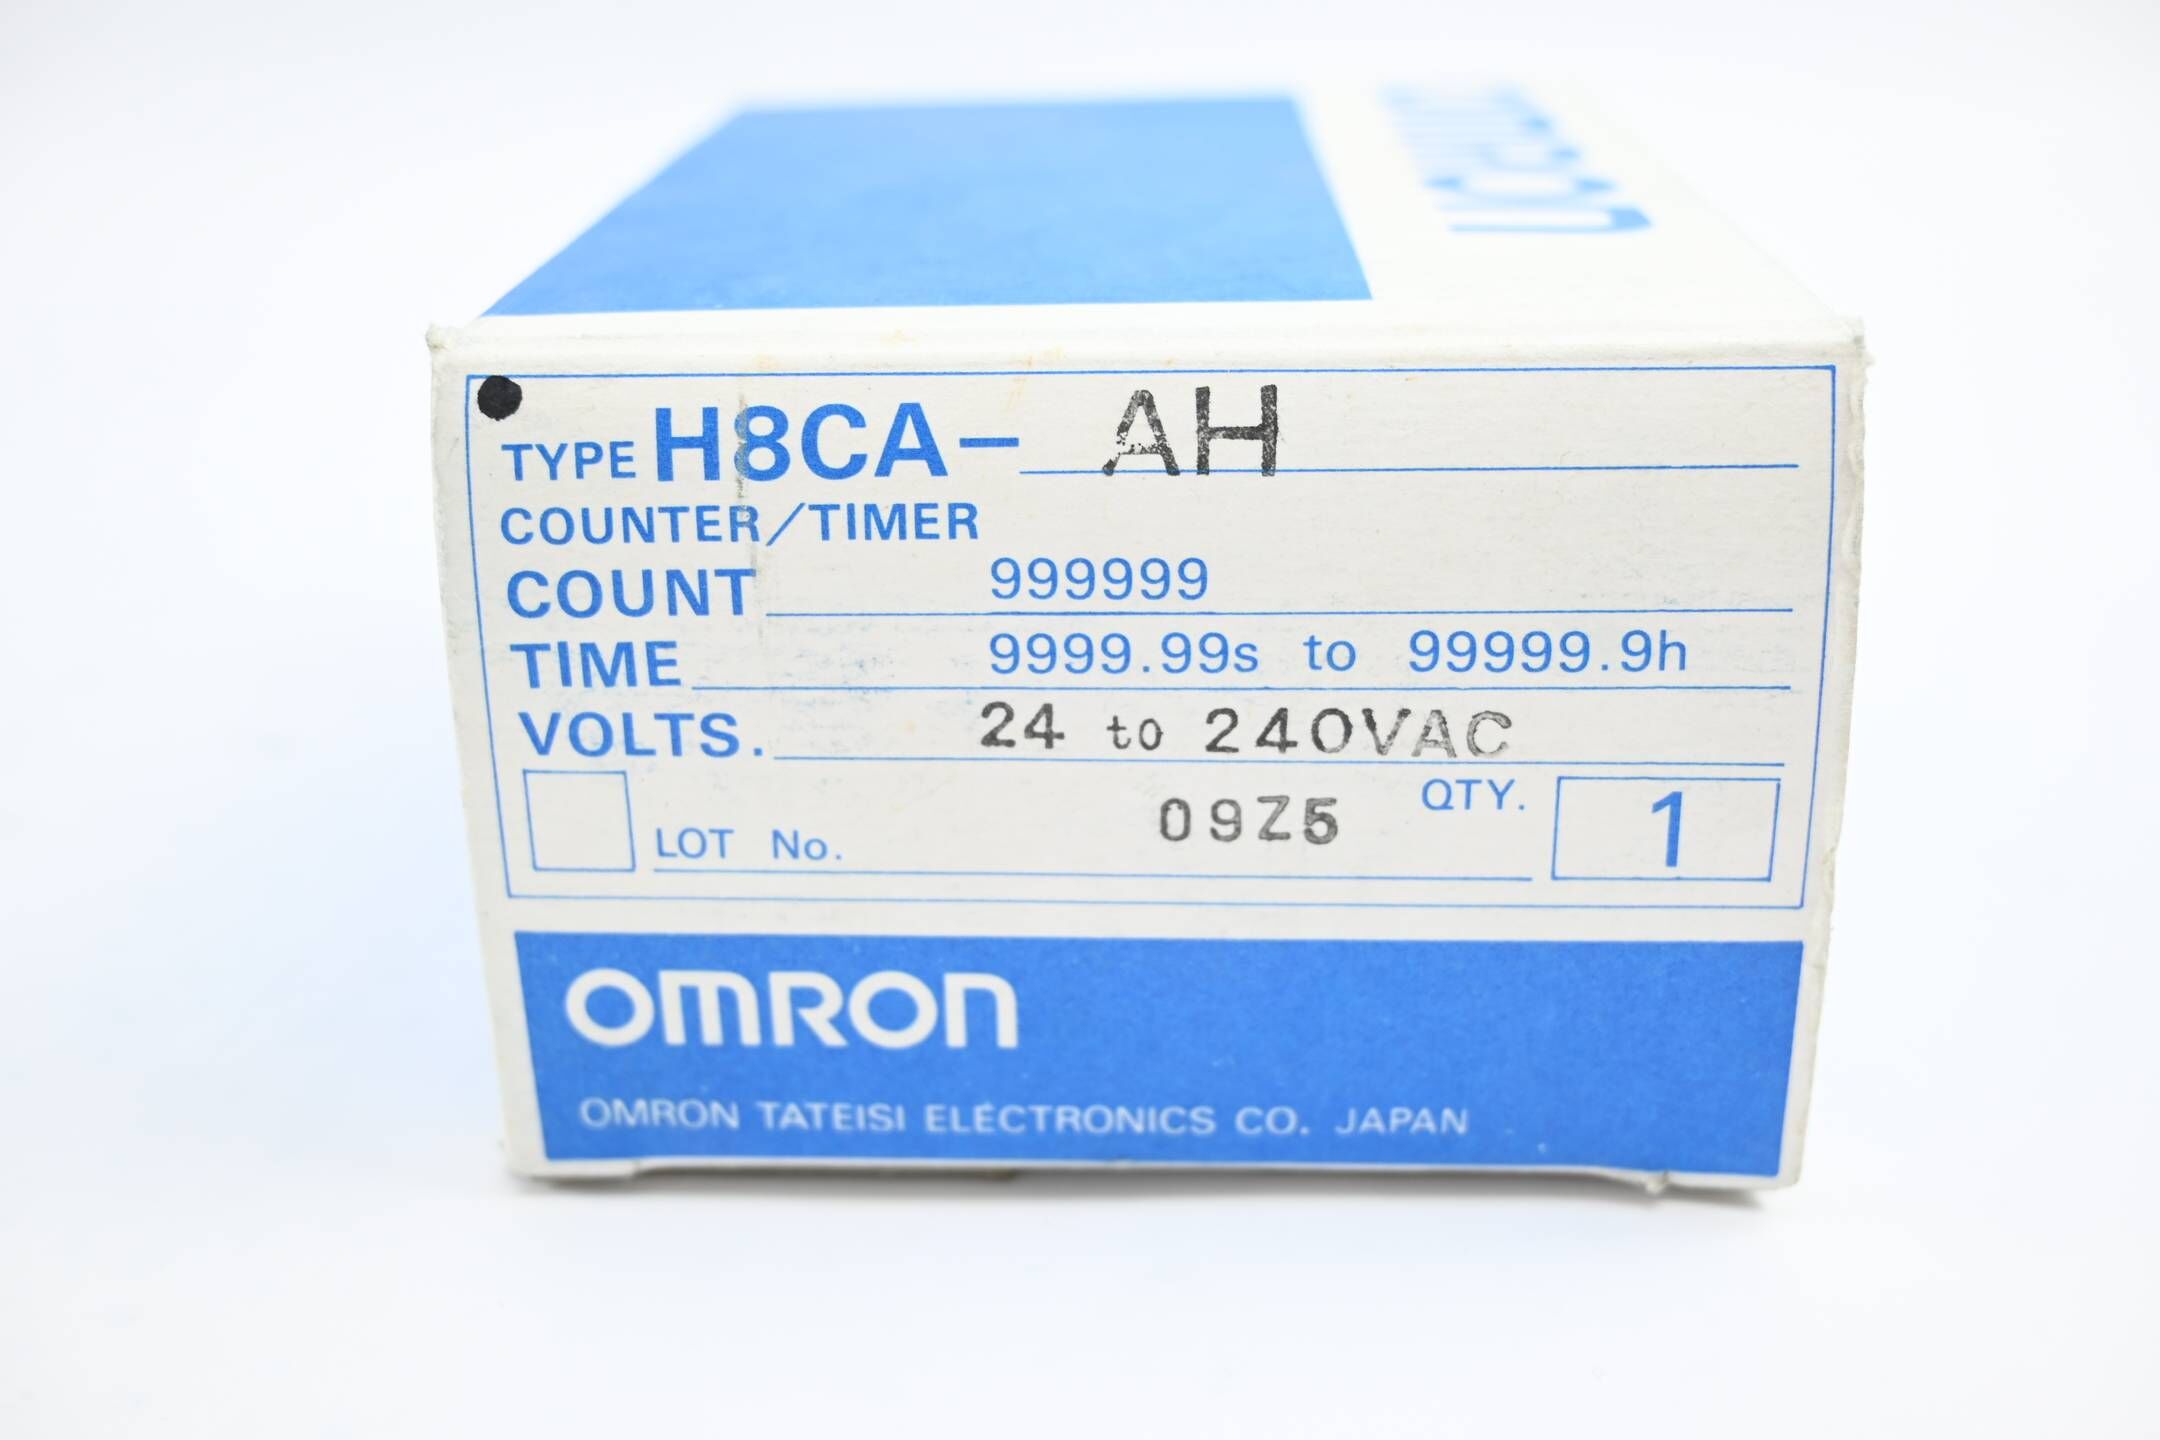 TYPE H8CA- AH
COUNTER/TIMER
COUNT 999999
TIME 9999.99s to 99999.9h
VOLTS. 24 to 240VAC
LOT No. 09Z5 QTY. 1
OMRON
OMRON TATEISI ELECTRONICS CO. JAPAN